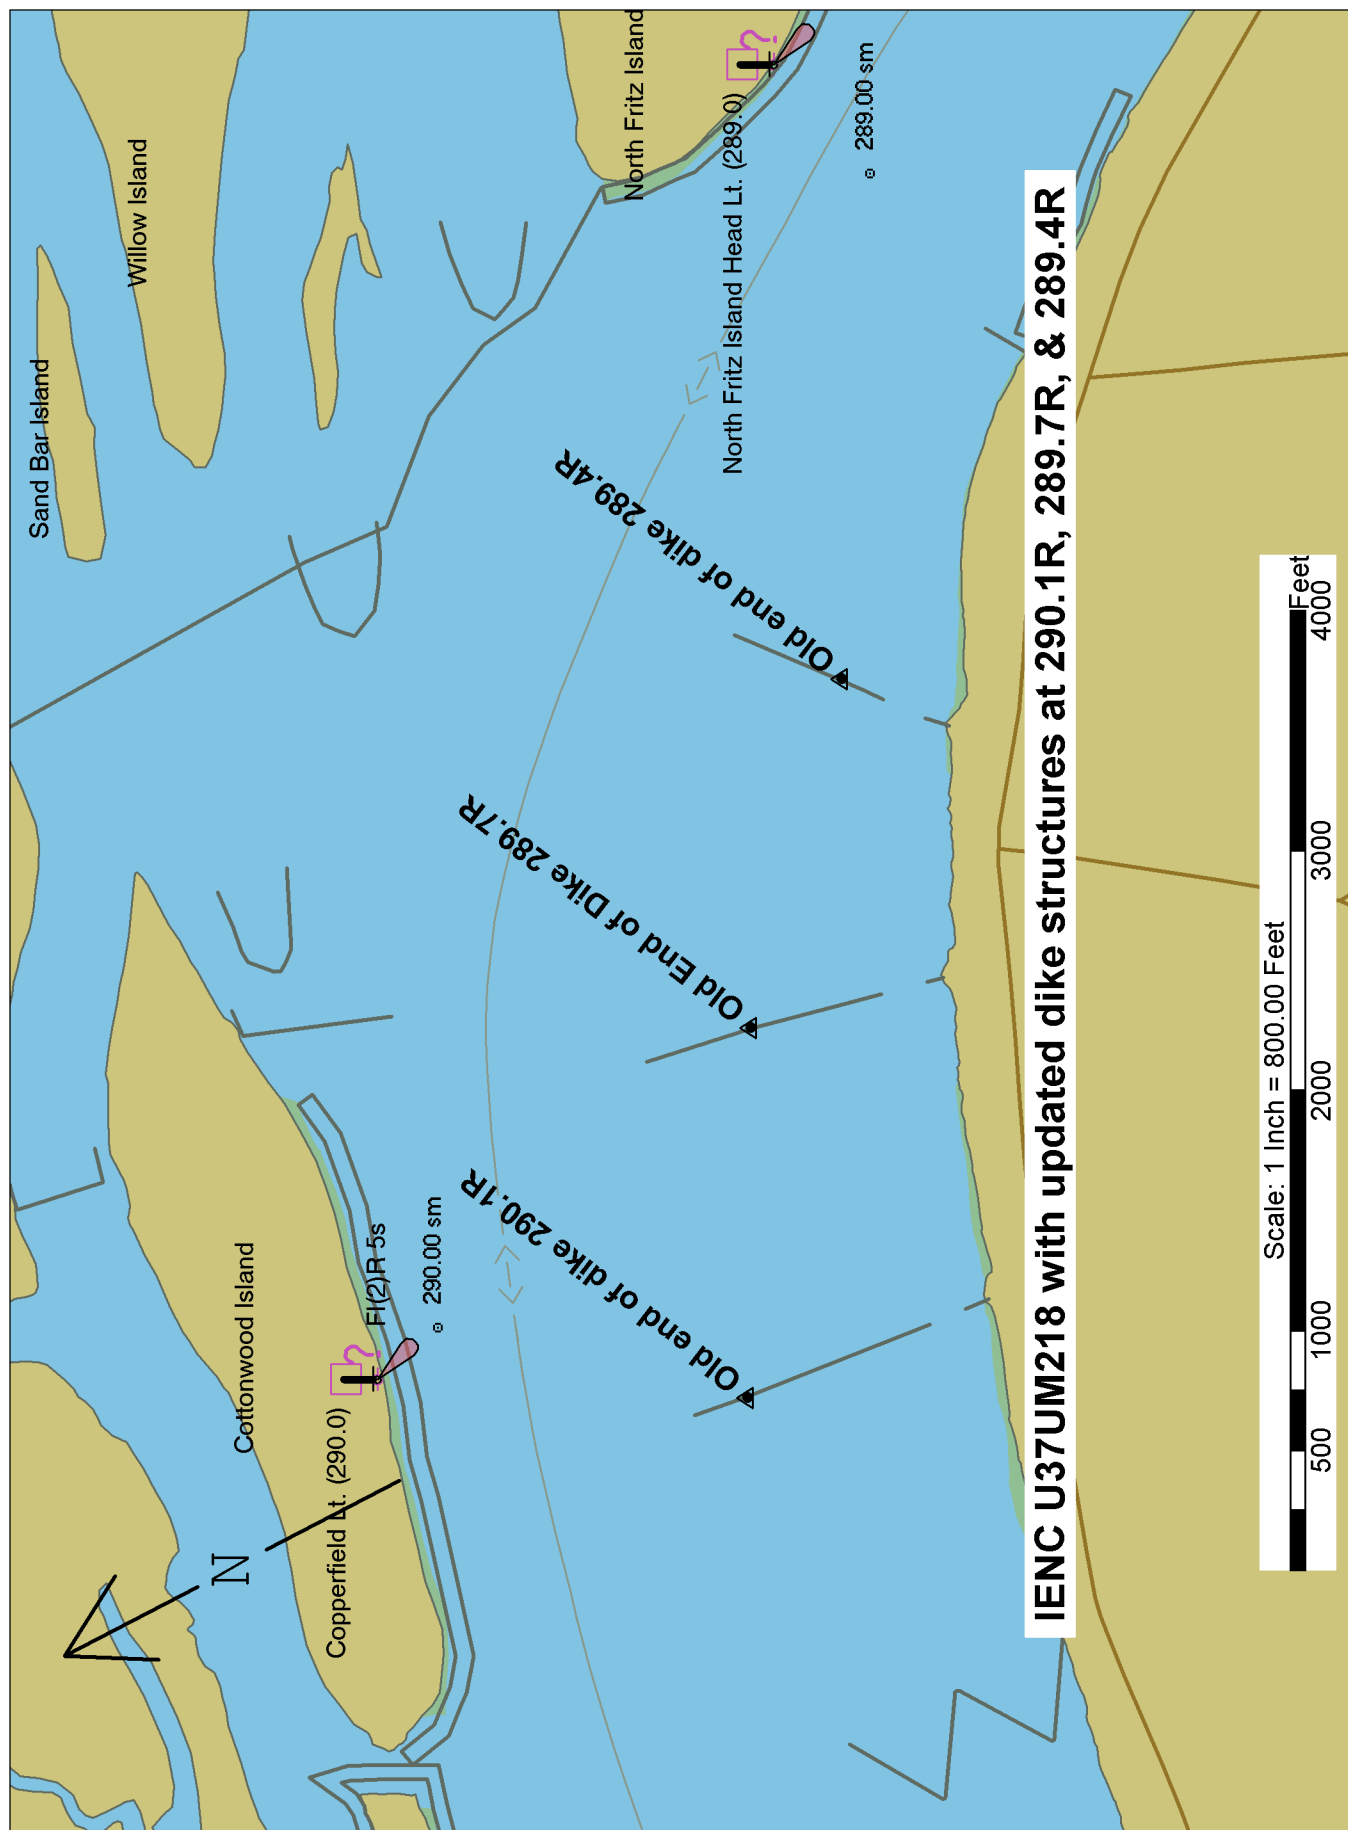 Sand Bar Island
Willow Island
North Fritz Island
Cottonwood Island
Copperfield Lt. (290.0)
Fl(2)R 5s
290.00 sm
North Fritz Island Head Lt. (289.0)
289.00 sm
N
Old end of dike 290.1R
Old End of Dike 289.7R
Old end of dike 289.4R
IENC U37UM218 with updated dike structures at 290.1R, 289.7R, & 289.4R
Scale: 1 Inch = 800.00 Feet
Feet
500 1000 2000 3000 4000